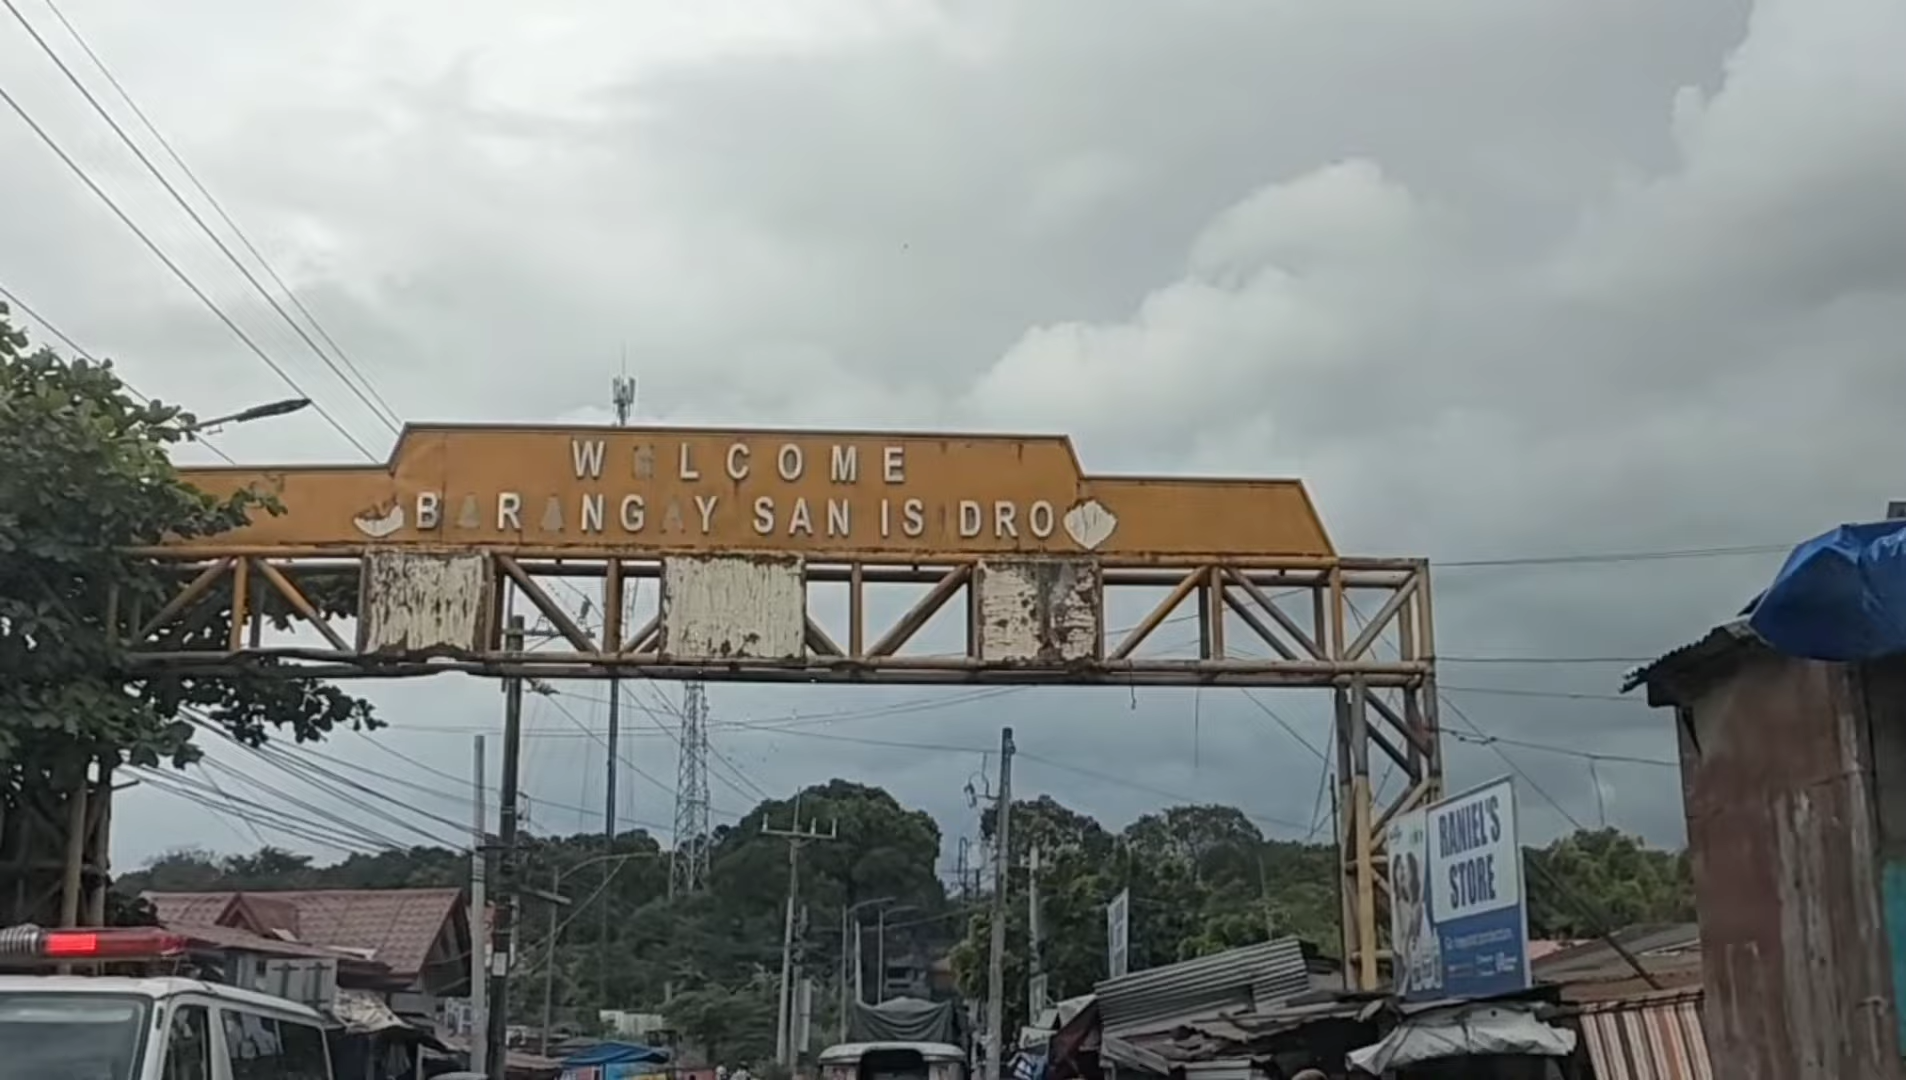 WELCOME
BARANGAY SAN ISIDRO
RANIEL'S
STORE